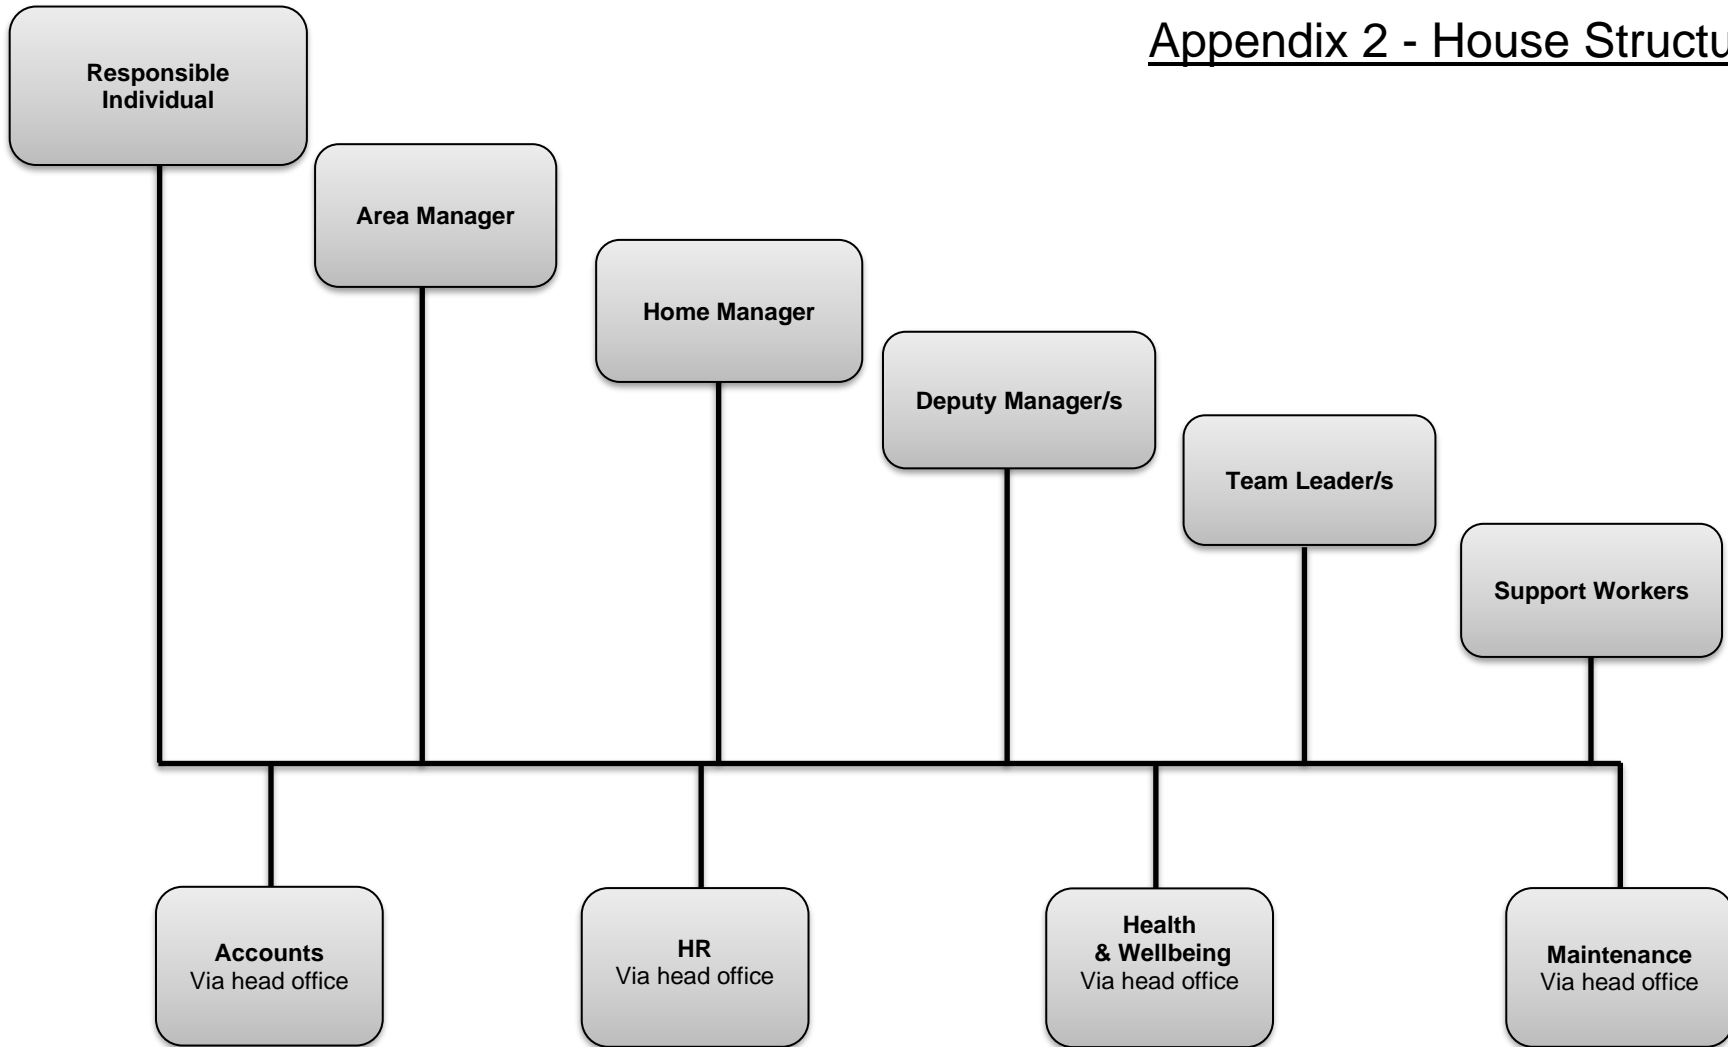 Appendix 2 - House Structu
Responsible
Individual
Area Manager
Home Manager
Deputy Manager/s
Team Leader/s
Support Workers
Accounts
Via head office
HR
Via head office
Health
& Wellbeing
Via head office
Maintenance
Via head office